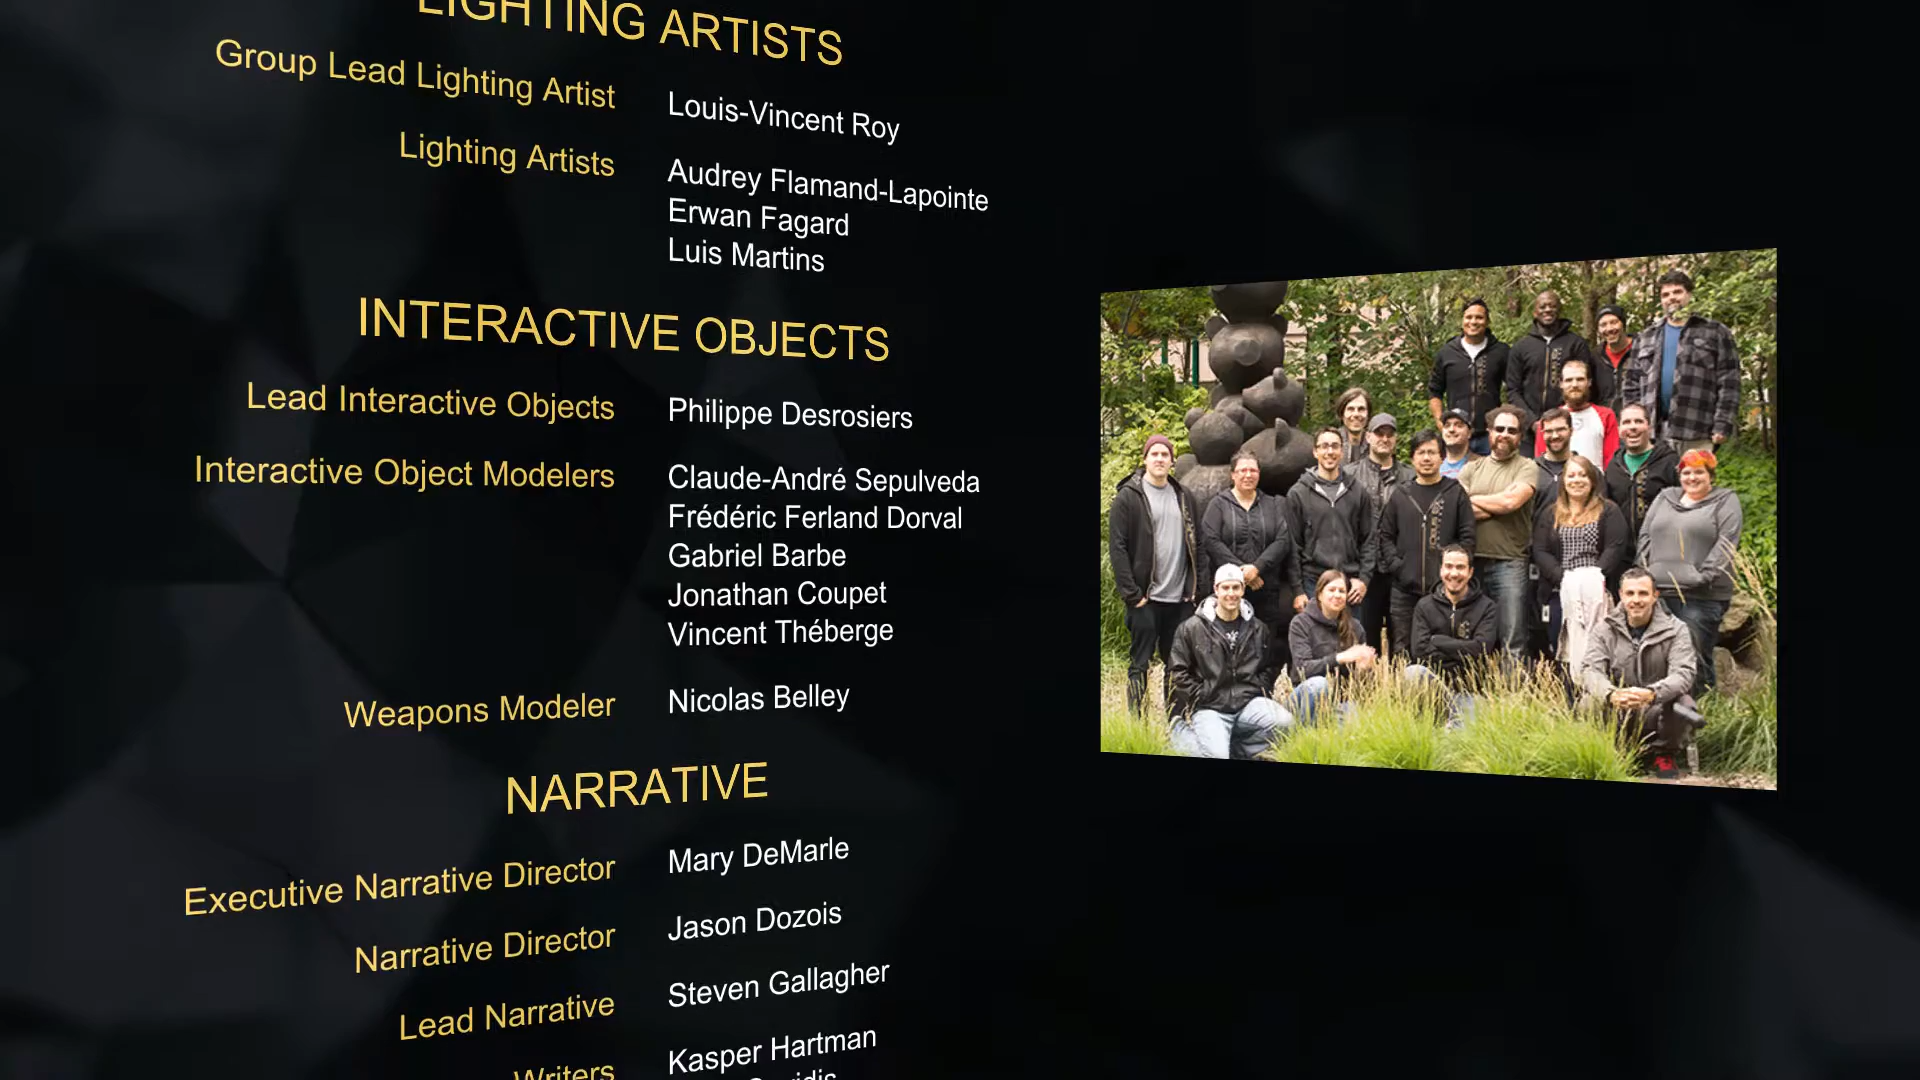 LIGHTING ARTISTS
Group Lead Lighting Artist Louis-Vincent Roy
Lighting Artists Audrey Flamand-Lapointe
Erwan Fagard
Luis Martins
INTERACTIVE OBJECTS
Lead Interactive Objects Philippe Desrosiers
Interactive Object Modelers Claude-André Sepulveda
Frédéric Ferland Dorval
Gabriel Barbe
Jonathan Coupet
Vincent Théberge
Weapons Modeler Nicolas Belley
NARRATIVE
Executive Narrative Director Mary DeMarle
Narrative Director Jason Dozois
Lead Narrative Steven Gallagher
Writers Kasper Hartman